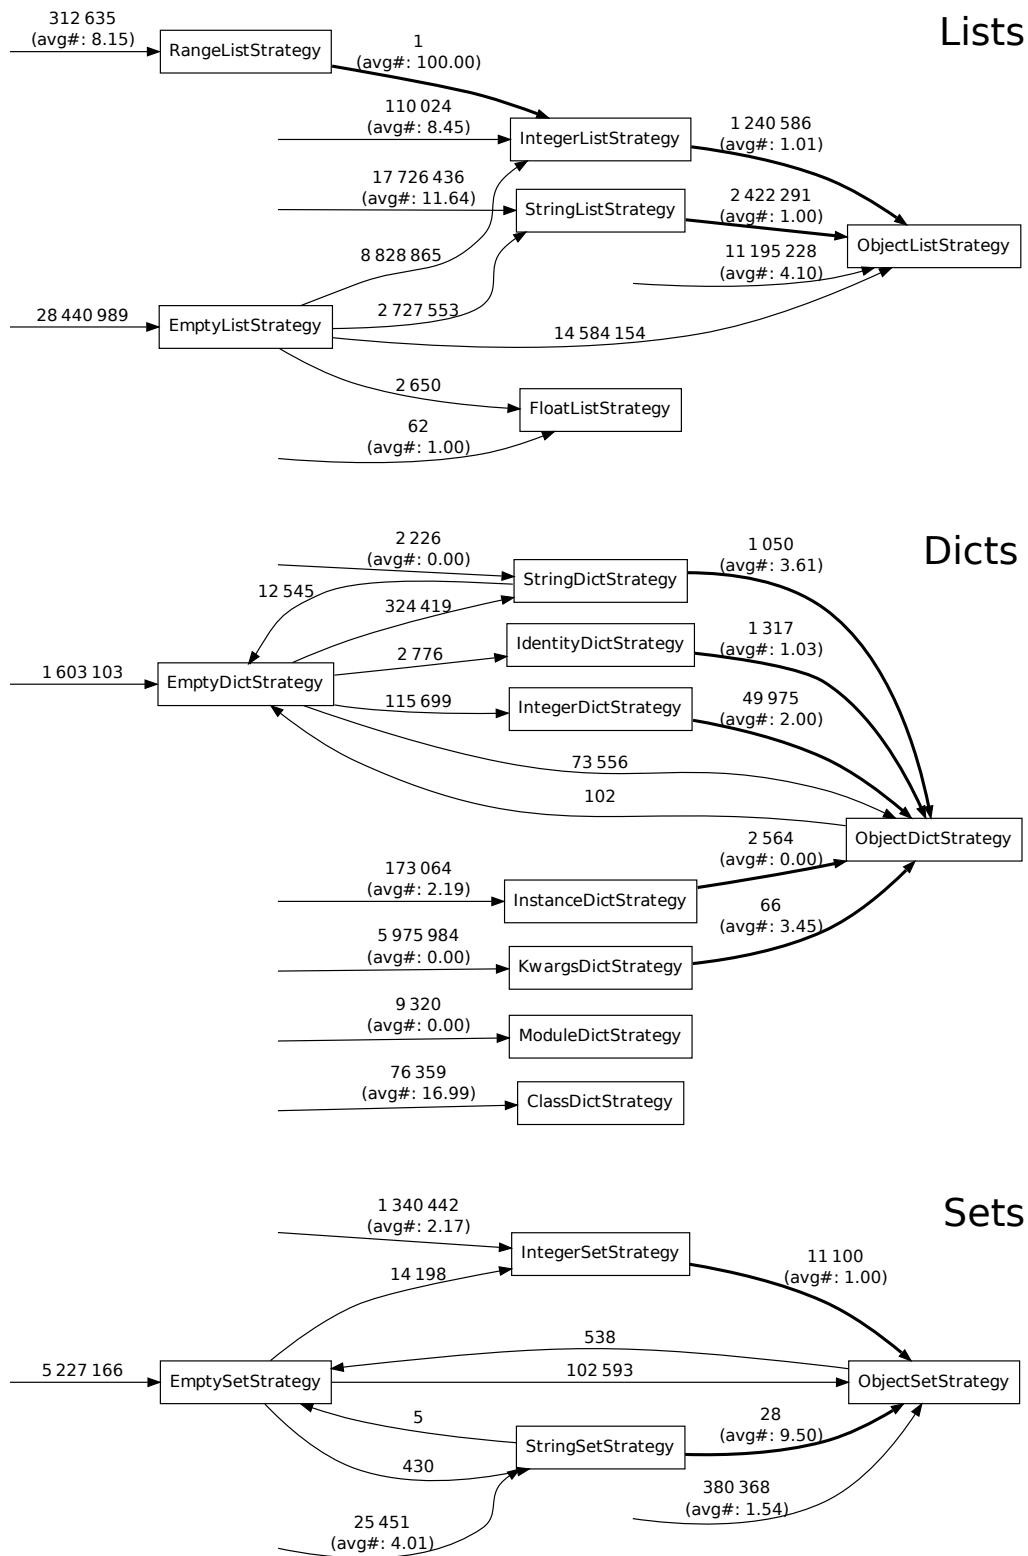 Lists
312 635
(avg#: 8.15)
RangeListStrategy
1
(avg#: 100.00)
110 024
(avg#: 8.45)
IntegerListStrategy
1 240 586
(avg#: 1.01)
17 726 436
(avg#: 11.64)
StringListStrategy
2 422 291
(avg#: 1.00)
ObjectListStrategy
8 828 865
11 195 228
(avg#: 4.10)
28 440 989
EmptyListStrategy
2 727 553
14 584 154
2 650
FloatListStrategy
62
(avg#: 1.00)
Dicts
2 226
(avg#: 0.00)
StringDictStrategy
1 050
(avg#: 3.61)
12 545
324 419
IdentityDictStrategy
1 317
(avg#: 1.03)
1 603 103
EmptyDictStrategy
2 776
115 699
IntegerDictStrategy
49 975
(avg#: 2.00)
73 556
102
ObjectDictStrategy
173 064
(avg#: 2.19)
InstanceDictStrategy
2 564
(avg#: 0.00)
5 975 984
(avg#: 0.00)
KwargsDictStrategy
66
(avg#: 3.45)
9 320
(avg#: 0.00)
ModuleDictStrategy
76 359
(avg#: 16.99)
ClassDictStrategy
Sets
1 340 442
(avg#: 2.17)
IntegerSetStrategy
11 100
(avg#: 1.00)
14 198
538
5 227 166
EmptySetStrategy
102 593
ObjectSetStrategy
5
StringSetStrategy
28
(avg#: 9.50)
430
380 368
(avg#: 1.54)
25 451
(avg#: 4.01)